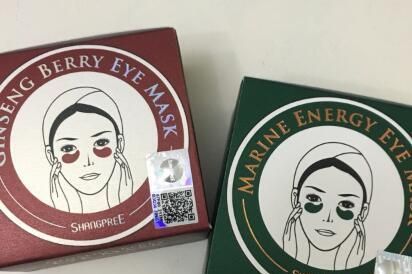 GINSENG BERRY EYE MASK
SHANGPREE
MARINE ENERGY EYE MASK